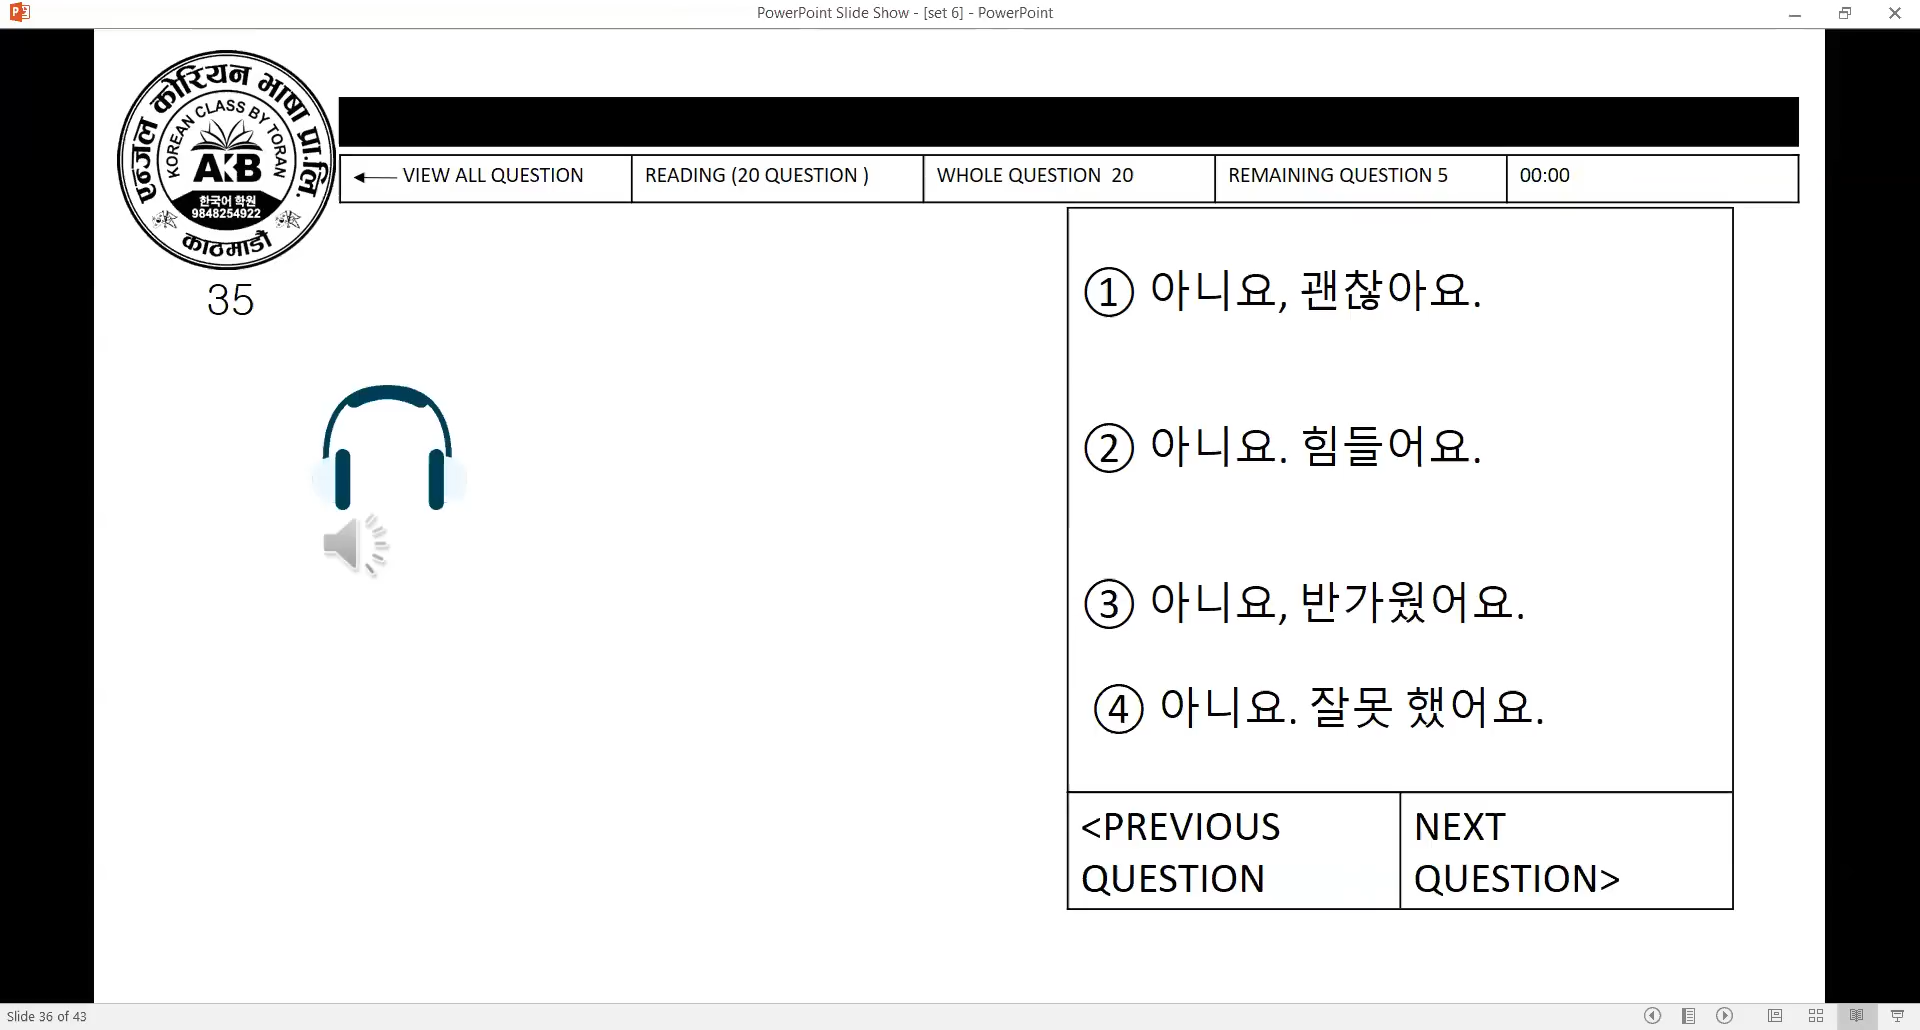 PowerPoint Slide Show - [set 6] - PowerPoint
एन्जल कोरियन भाषा प्रा.लि.
KOREAN CLASS BY TORAN
AKB
한국어 학원
9848254922
काठमाडौं
VIEW ALL QUESTION
READING (20 QUESTION )
WHOLE QUESTION 20
REMAINING QUESTION 5
00:00
35
① 아니요, 괜찮아요.
② 아니요. 힘들어요.
③ 아니요, 반가웠어요.
④ 아니요. 잘못 했어요.
<PREVIOUS
QUESTION
NEXT
QUESTION>
Slide 36 of 43